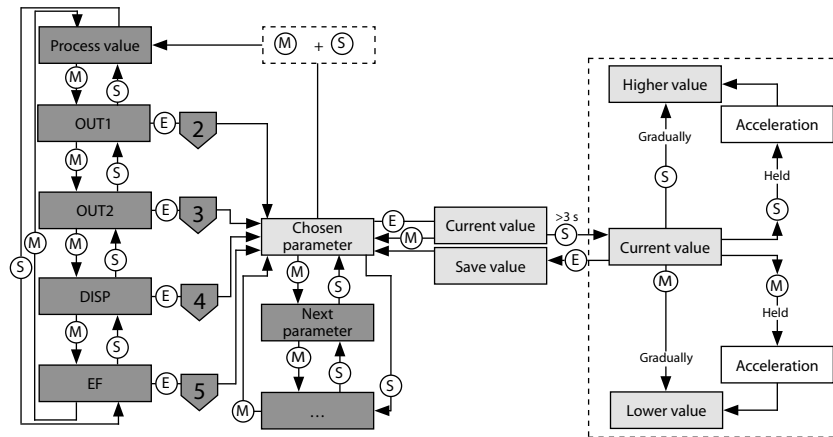 M + S
Process value
M S
OUT1 E 2
M S
OUT2 E 3
M S
DISP E 4
M S
EF E 5
S M
Chosen parameter
M S
Next parameter
M S
...
M S
E Current value
M
Save value
>3 s
S
E
Current value
Higher value
Gradually
S
Acceleration
Held
S
M
Gradually
Lower value
M
Held
Acceleration